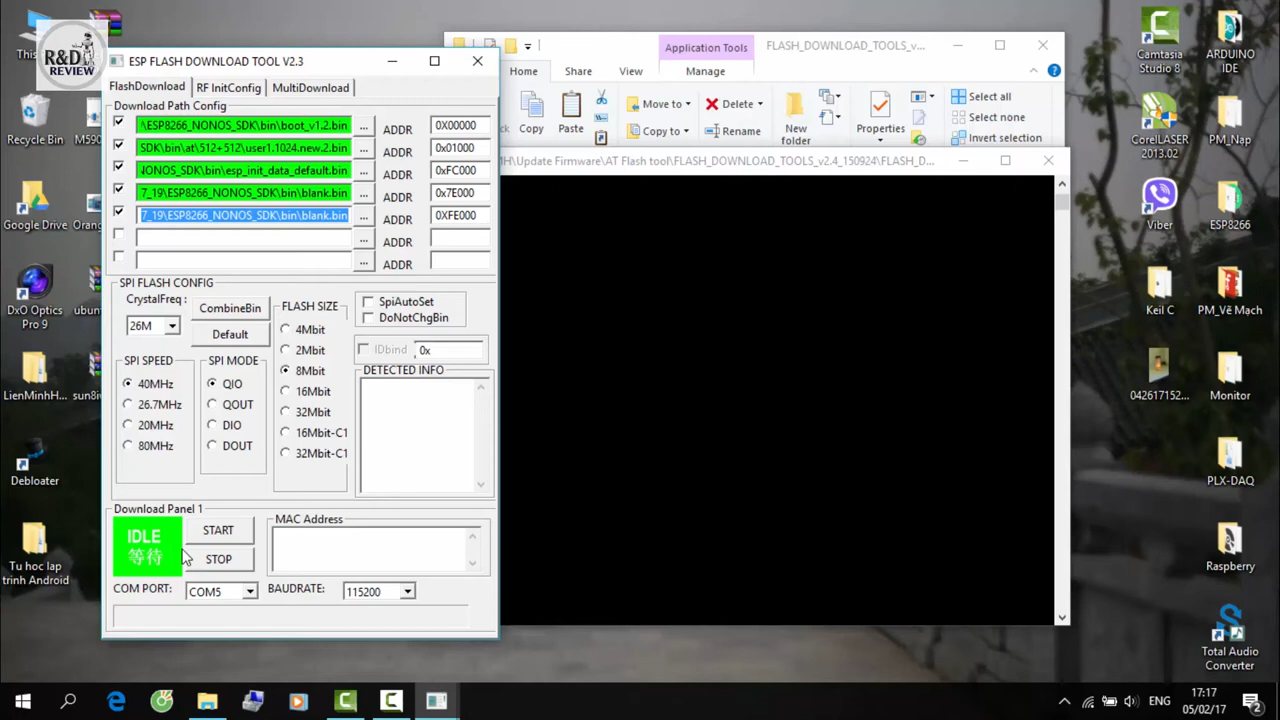 This
R&D
REVIEW
Recycle Bin
M590
Google Drive
Orang
DxO Optics
Pro 9
ubun
LienMinhH...
sun8iv
Debloater
Tu hoc lap
trinh Android
ESP FLASH DOWNLOAD TOOL V2.3
FlashDownload
RF InitConfig
MultiDownload
Download Path Config
\ESP8266_NONOS_SDK\bin\boot_v1.2.bin
...
ADDR
0X00000
SDK\bin\at\512+512\user1.1024.new.2.bin
...
ADDR
0x01000
NONOS_SDK\bin\esp_init_data_default.bin
...
ADDR
0xFC000
7_19\ESP8266_NONOS_SDK\bin\blank.bin
...
ADDR
0x7E000
7_19\ESP8266_NONOS_SDK\bin\blank.bin
...
ADDR
0XFE000
...
ADDR
...
ADDR
SPI FLASH CONFIG
CrystalFreq :
26M
CombineBin
Default
SPI SPEED
40MHz
26.7MHz
20MHz
80MHz
SPI MODE
QIO
QOUT
DIO
DOUT
FLASH SIZE
4Mbit
2Mbit
8Mbit
16Mbit
32Mbit
16Mbit-C1
32Mbit-C1
SpiAutoSet
DoNotChgBin
IDbind
0x
DETECTED INFO
Download Panel 1
IDLE
等待
START
STOP
MAC Address
COM PORT:
COM5
BAUDRATE:
115200
Application Tools
FLASH_DOWNLOAD_TOOLS_v...
Home
Share
View
Manage
Copy
Paste
Move to
Copy to
Delete
Rename
New
folder
Properties
Select all
Select none
Invert selection
MH\Update Firmware\AT Flash tool\FLASH_DOWNLOAD_TOOLS_v2.4_150924\FLASH_D...
Camtasia
Studio 8
ARDUINO
IDE
CorelLASER
2013.02
PM_Nap
Viber
ESP8266
Keil C
PM_Vẽ Mạch
042617152...
Monitor
PLX-DAQ
Raspberry
Total Audio
Converter
ENG
17:17
05/02/17
2